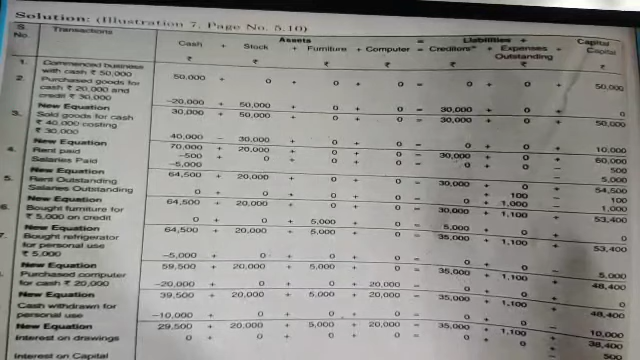 Solution: (Illustration 7, Page No. 5.10)
S. No. Transactions Assets = Liabilities + Capital
Cash + Stock + Furniture + Computer = Creditors + Expenses Outstanding + Capital
₹ ₹ ₹ ₹ ₹ ₹ ₹
1. Commenced business
with cash ₹ 50,000 50,000 + 0 + 0 + 0 = 0 + 0 + 50,000
2. Purchased goods for
cash ₹ 20,000 and
credit ₹ 30,000 –20,000 + 50,000 + 0 + 0 = 30,000 + 0 + 0
New Equation 30,000 + 50,000 + 0 + 0 = 30,000 + 0 + 50,000
3. Sold goods for cash
₹ 40,000 costing
₹ 30,000 40,000 – 30,000 + 0 + 0 = 0 + 0 + 10,000
New Equation 70,000 + 20,000 + 0 + 0 = 30,000 + 0 + 60,000
4. Rent paid –500 + 0 + 0 + 0 = 0 + 0 – 500
Salaries Paid –5,000 – 5,000
New Equation 64,500 + 20,000 + 0 + 0 = 30,000 + 0 + 54,500
5. Rent Outstanding 100 – 100
Salaries Outstanding 0 + 0 + 0 + 0 = 0 + 1,000 – 1,000
New Equation 64,500 + 20,000 + 0 + 0 = 30,000 + 1,100 + 53,400
6. Bought furniture for
₹ 5,000 on credit 0 + 0 + 5,000 + 0 = 5,000 + 0 + 0
New Equation 64,500 + 20,000 + 5,000 + 0 = 35,000 + 1,100 + 53,400
7. Bought refrigerator
for personal use
₹ 5,000 –5,000 + 0 + 0 + 0 = 0 + 0 – 5,000
New Equation 59,500 + 20,000 + 5,000 + 0 = 35,000 + 1,100 + 48,400
Purchased computer
for cash ₹ 20,000 –20,000 + 0 + 0 + 20,000 = 0 + 0 + 0
New Equation 39,500 + 20,000 + 5,000 + 20,000 = 35,000 + 1,100 + 48,400
Cash withdrawn for
personal use –10,000 + 0 + 0 + 0 = 0 + 0 – 10,000
New Equation 29,500 + 20,000 + 5,000 + 20,000 = 35,000 + 1,100 + 38,400
Interest on drawings 0 + 0 + 0 + 0 = 0 + 0 – 500
Interest on Capital